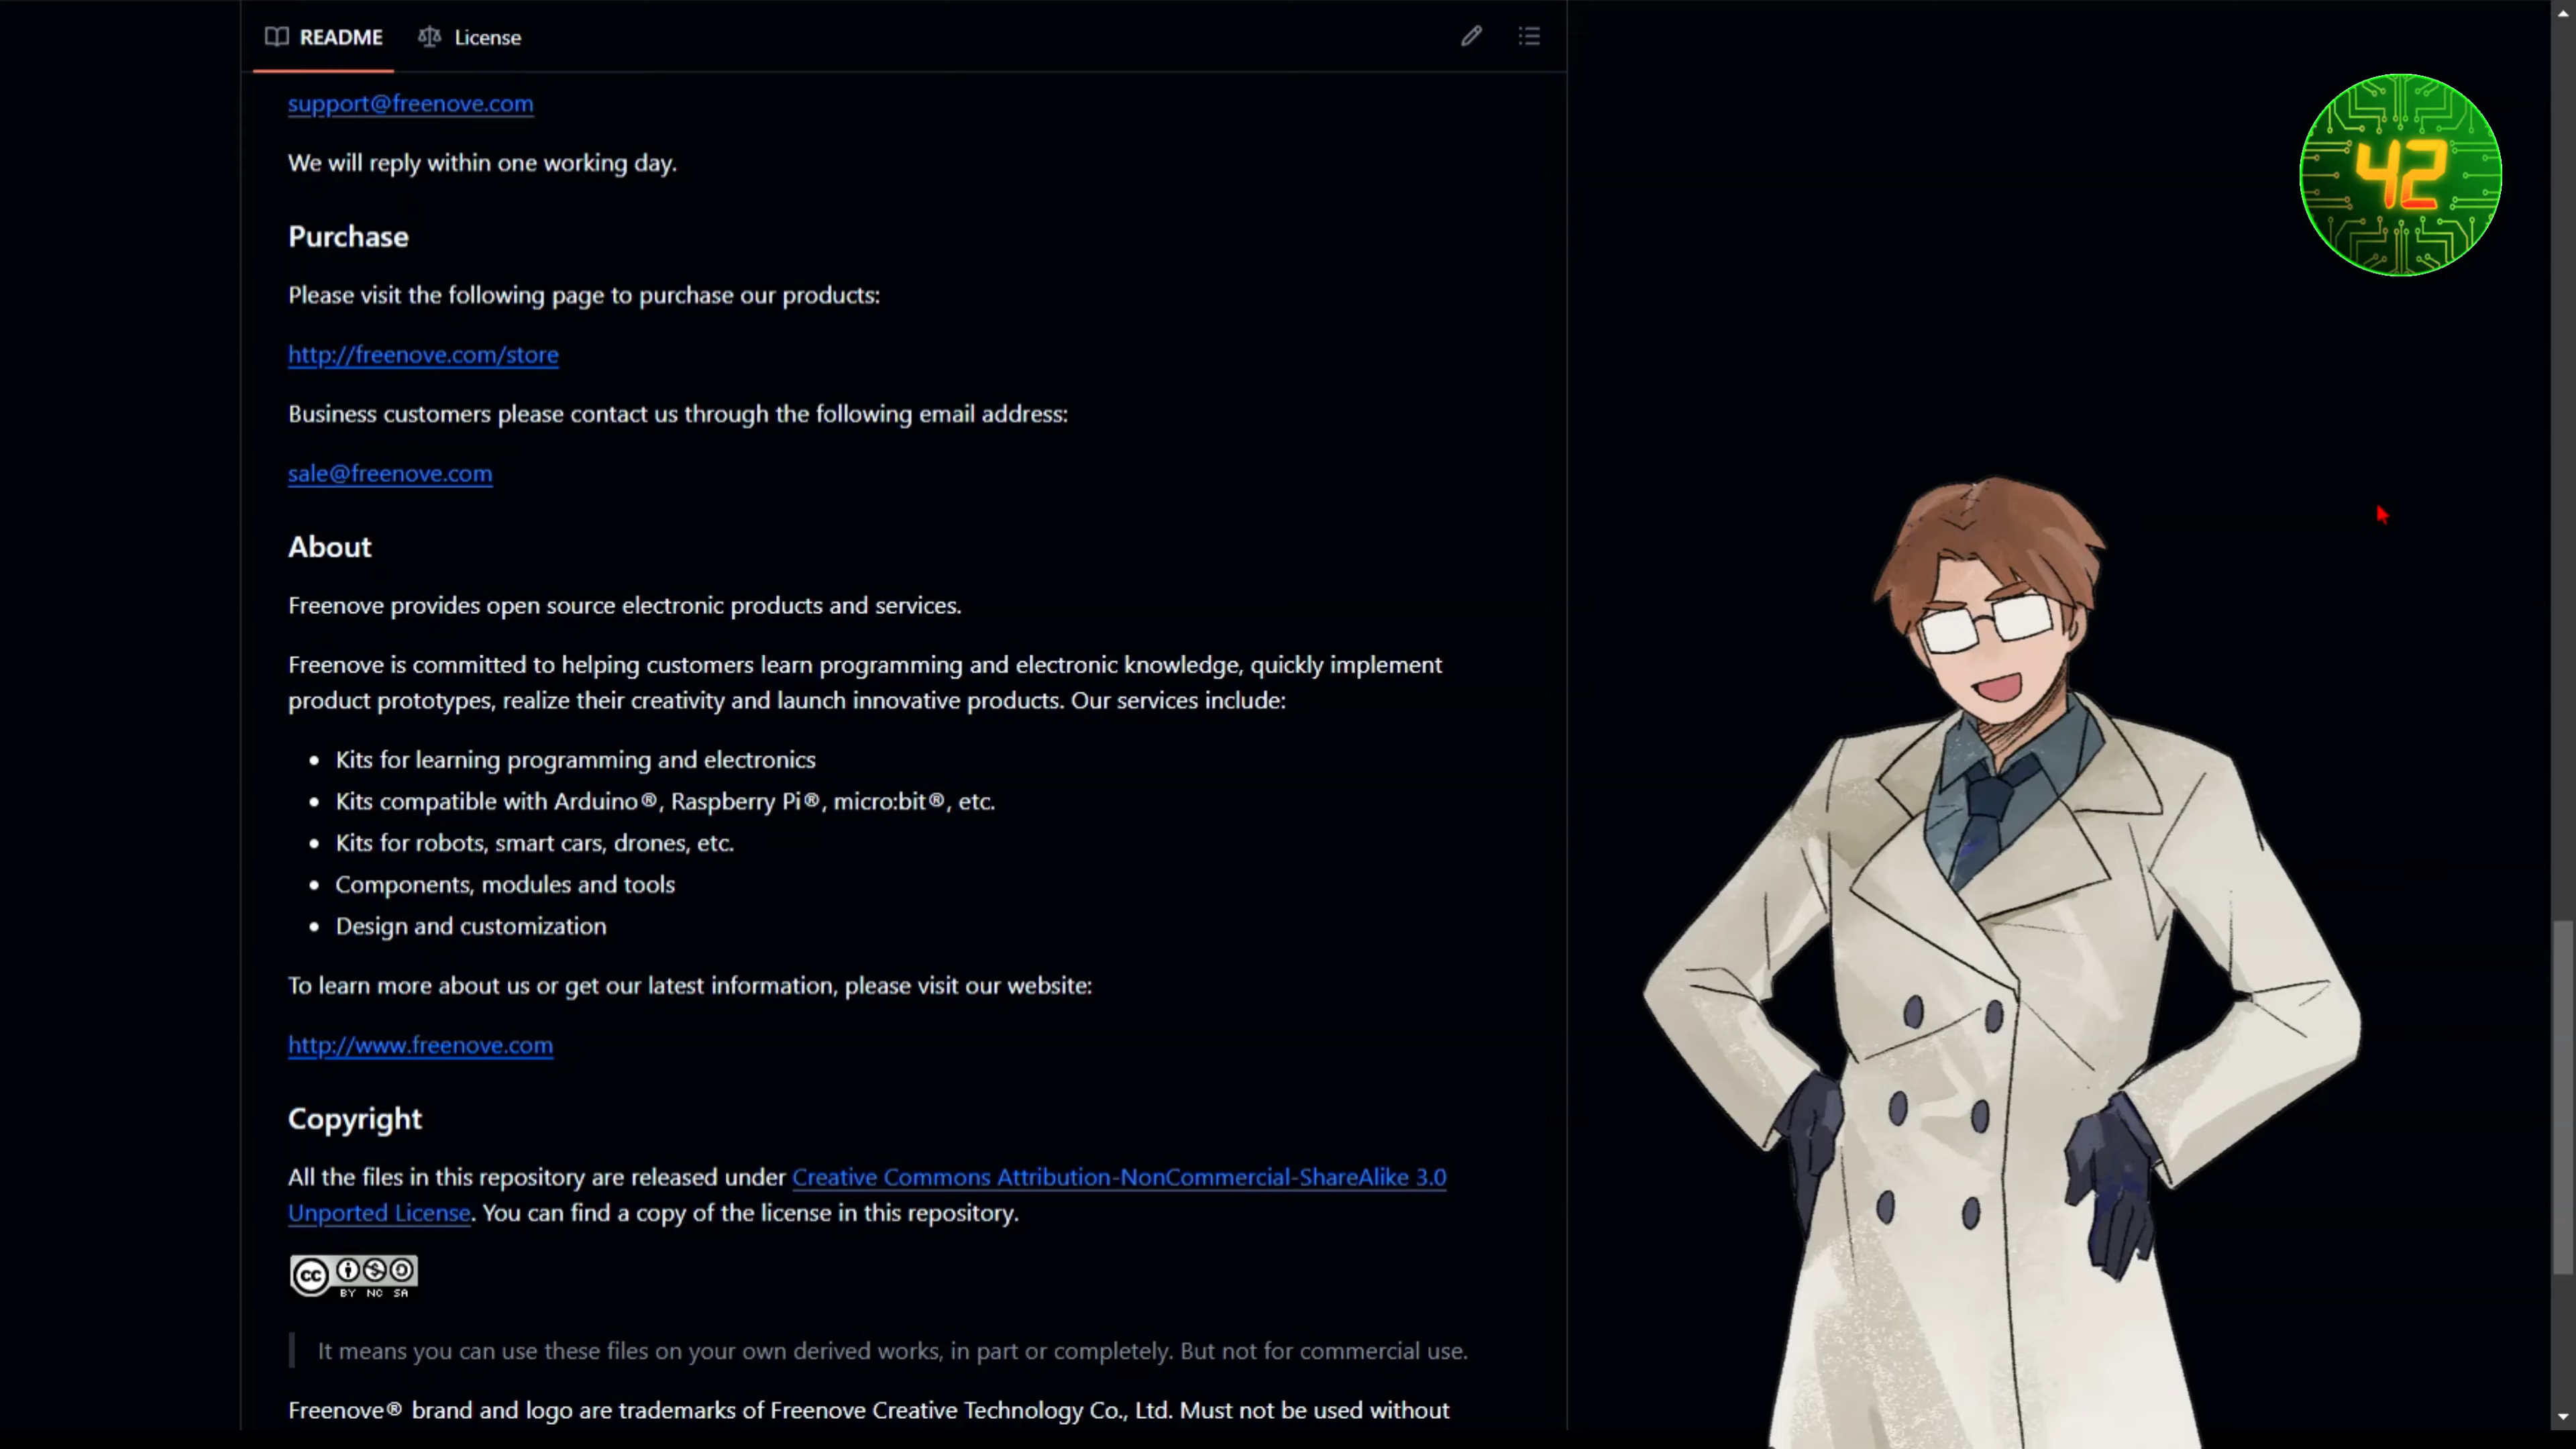 README
License
support@freenove.com
We will reply within one working day.
Purchase
Please visit the following page to purchase our products:
http://freenove.com/store
Business customers please contact us through the following email address:
sale@freenove.com
About
Freenove provides open source electronic products and services.
Freenove is committed to helping customers learn programming and electronic knowledge, quickly implement
product prototypes, realize their creativity and launch innovative products. Our services include:
• Kits for learning programming and electronics
• Kits compatible with Arduino®, Raspberry Pi®, micro:bit®, etc.
• Kits for robots, smart cars, drones, etc.
• Components, modules and tools
• Design and customization
To learn more about us or get our latest information, please visit our website:
http://www.freenove.com
Copyright
All the files in this repository are released under Creative Commons Attribution-NonCommercial-ShareAlike 3.0
Unported License. You can find a copy of the license in this repository.
cc
BY NC SA
It means you can use these files on your own derived works, in part or completely. But not for commercial use.
Freenove® brand and logo are trademarks of Freenove Creative Technology Co., Ltd. Must not be used without
42